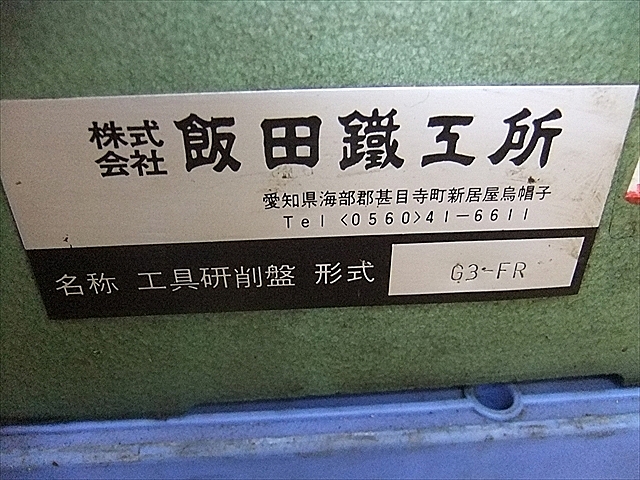 株式会社 飯田鐵工所
愛知県海部郡甚目寺町新居屋烏帽子
Tel <0560>41-6611
名称 工具研削盤 形式 G3-FR